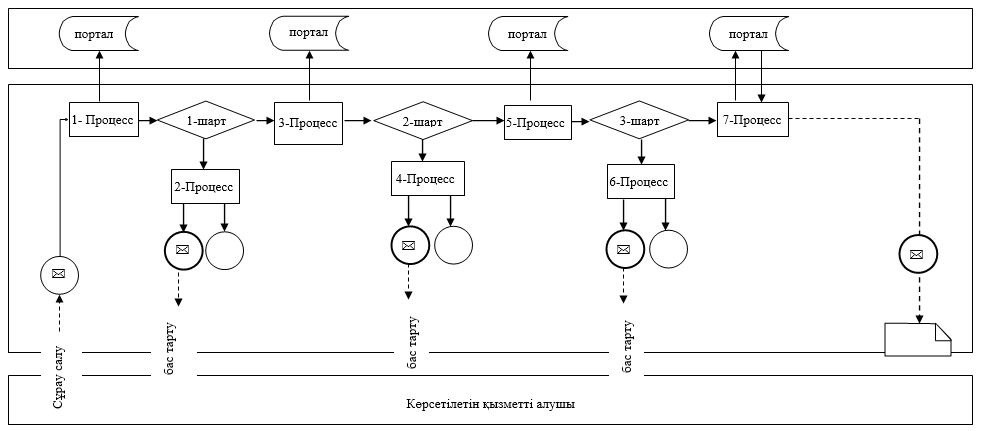 портал
портал
портал
портал
1- Процесс
1-шарт
3-Процесс
2-шарт
5-Процесс
3-шарт
7-Процесс
2-Процесс
4-Процесс
6-Процесс
Сұрау салу
бас тарту
бас тарту
бас тарту
Көрсетілетін қызметті алушы